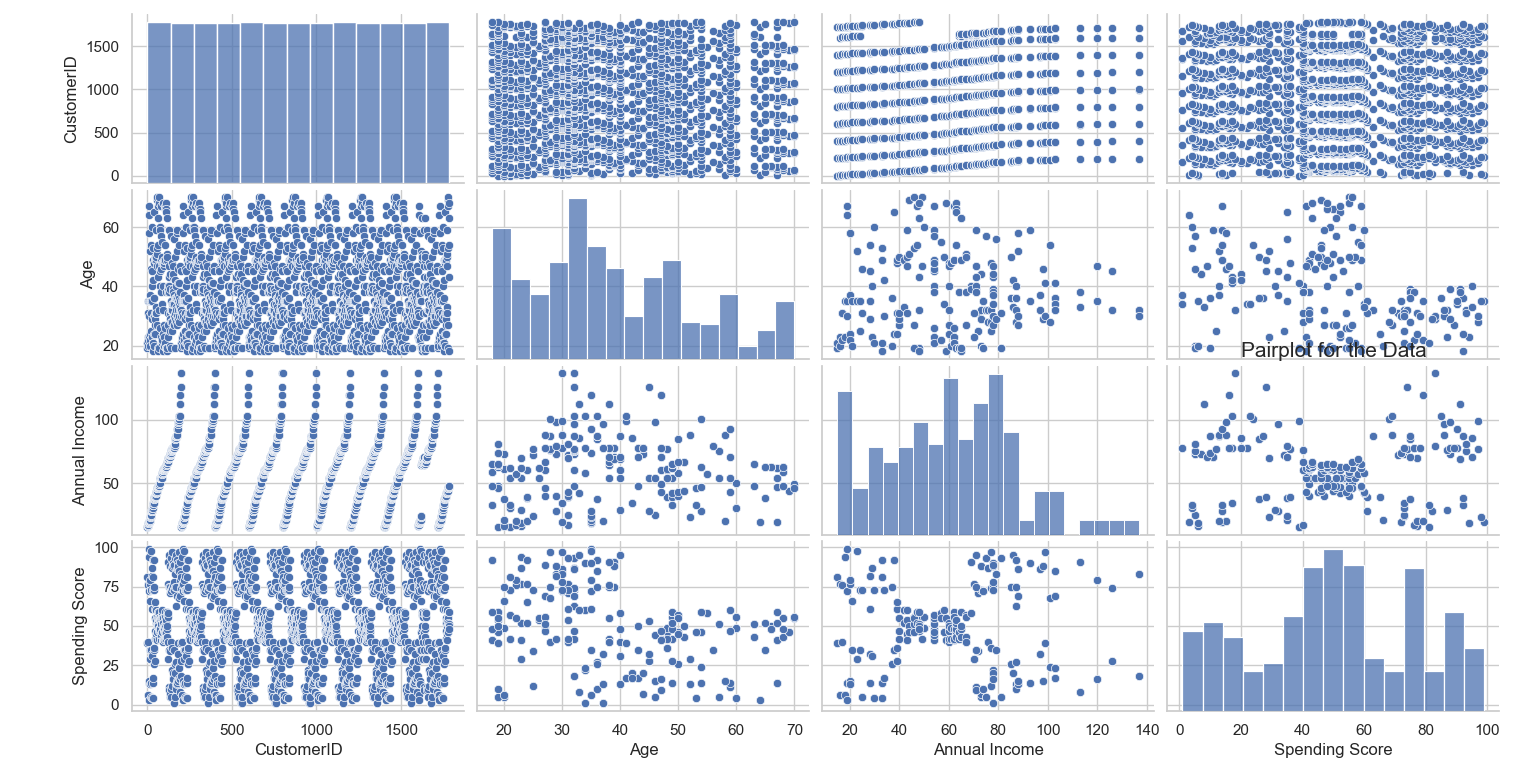 CustomerID
1500
1000
500
0
Age
60
40
20
Pairplot for the Data
Annual Income
100
50
Spending Score
100
75
50
25
0
0 500 1000 1500
20 30 40 50 60 70
20 40 60 80 100 120 140
0 20 40 60 80 100
CustomerID
Age
Annual Income
Spending Score